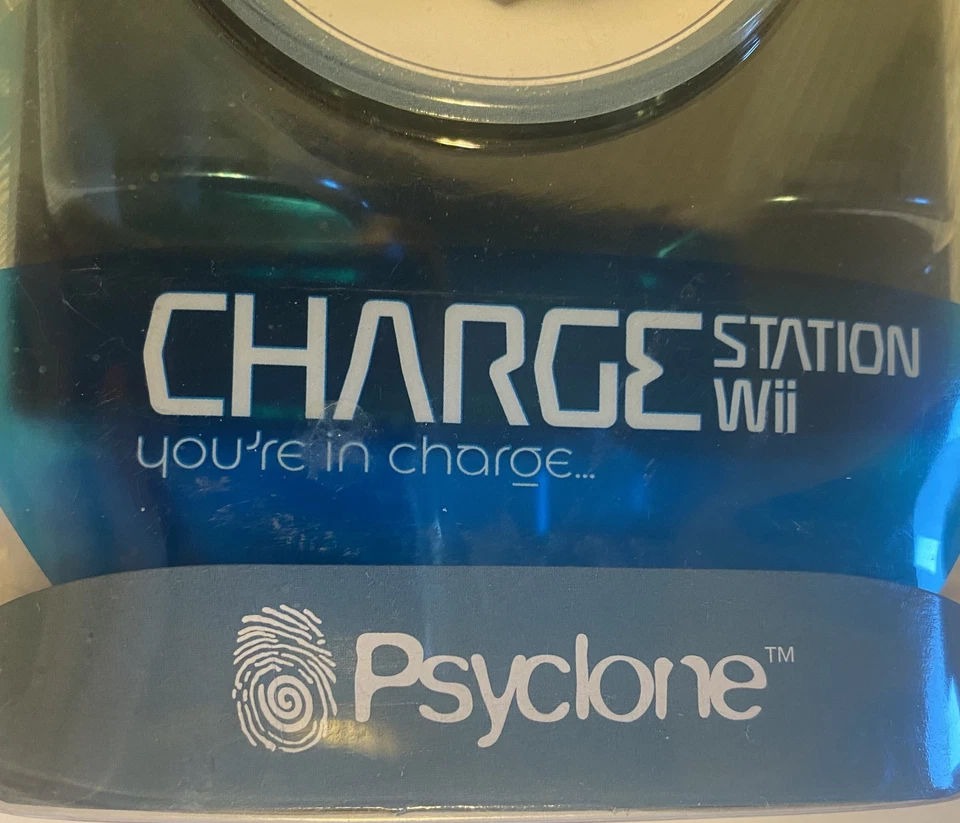 CHARGE STATION
Wii
you're in charge...
Psyclone™